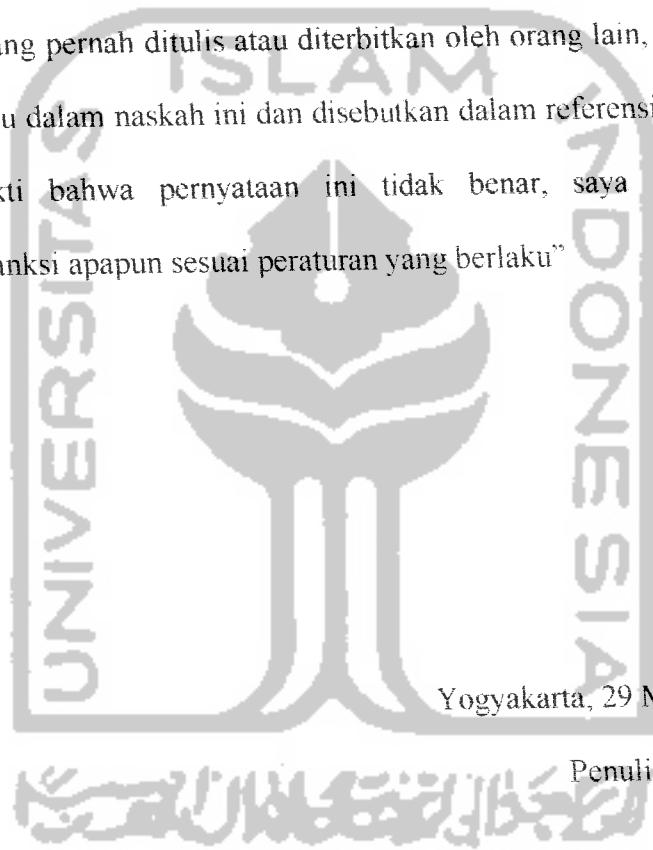 ang pernah ditulis atau diterbitkan oleh orang lain,
ISLAM
u dalam naskah ini dan disebutkan dalam referensi
kti bahwa pernyataan ini tidak benar, saya
anksi apapun sesuai peraturan yang berlaku”
UNIVERSITAS
INDONESIA
Yogyakarta, 29 N
Penuli